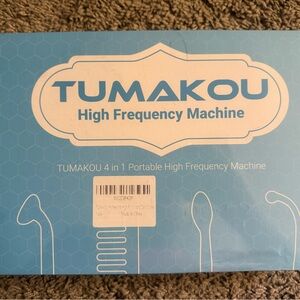 TUMAKOU
High Frequency Machine
TUMAKOU 4 in 1 Portable High Frequency Machine